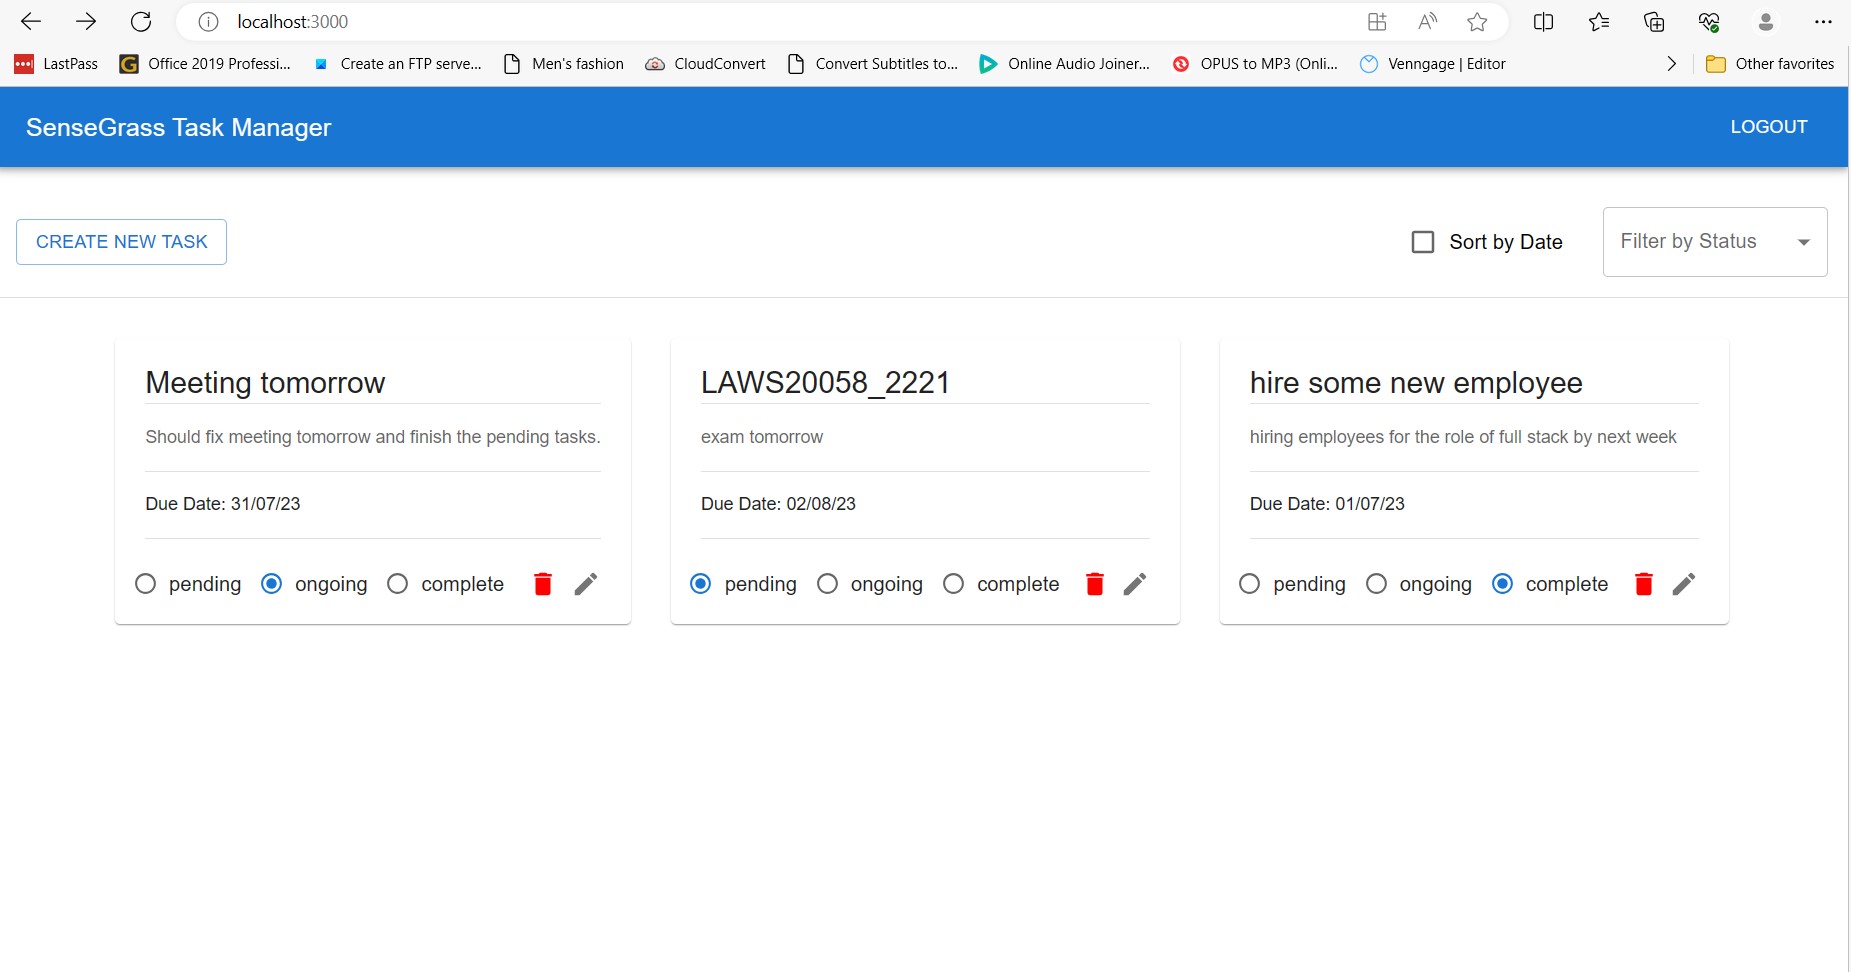 localhost:3000
LastPass Office 2019 Professi... Create an FTP serve... Men's fashion CloudConvert Convert Subtitles to... Online Audio Joiner... OPUS to MP3 (Onli... Venngage | Editor Other favorites
SenseGrass Task Manager LOGOUT
CREATE NEW TASK Sort by Date Filter by Status
Meeting tomorrow
Should fix meeting tomorrow and finish the pending tasks.
Due Date: 31/07/23
pending ongoing complete
LAWS20058_2221
exam tomorrow
Due Date: 02/08/23
pending ongoing complete
hire some new employee
hiring employees for the role of full stack by next week
Due Date: 01/07/23
pending ongoing complete